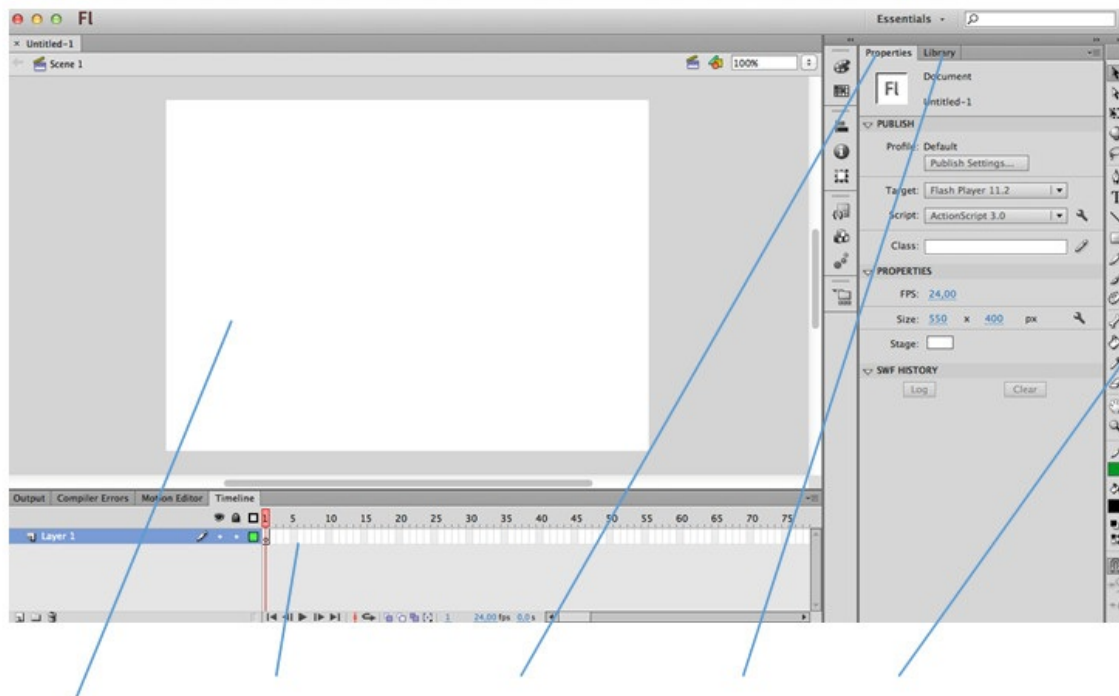 Fl
Essentials
× Untitled-1
Scene 1
100%
Properties Library
Fl
Document
Untitled-1
PUBLISH
Profile: Default
Publish Settings...
Target: Flash Player 11.2
Script: ActionScript 3.0
Class:
PROPERTIES
FPS: 24,00
Size: 550 x 400 px
Stage:
SWF HISTORY
Log Clear
Output Compiler Errors Motion Editor Timeline
1 5 10 15 20 25 30 35 40 45 50 55 60 65 70 75
Layer 1
1 24,00 fps 0,0 s
T